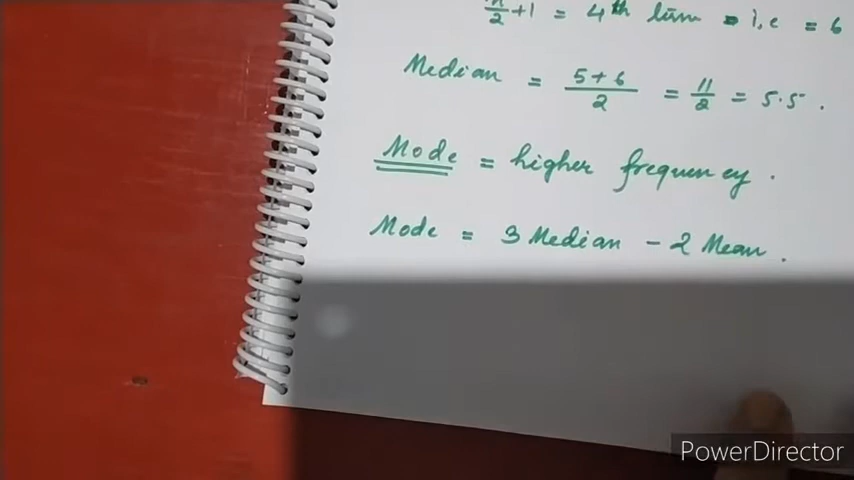 n/2 + 1 = 4th term = i,e = 6
Median = 5+6/2 = 11/2 = 5.5.
Mode = higher frequency.
Mode = 3 Median - 2 Mean.
PowerDirector